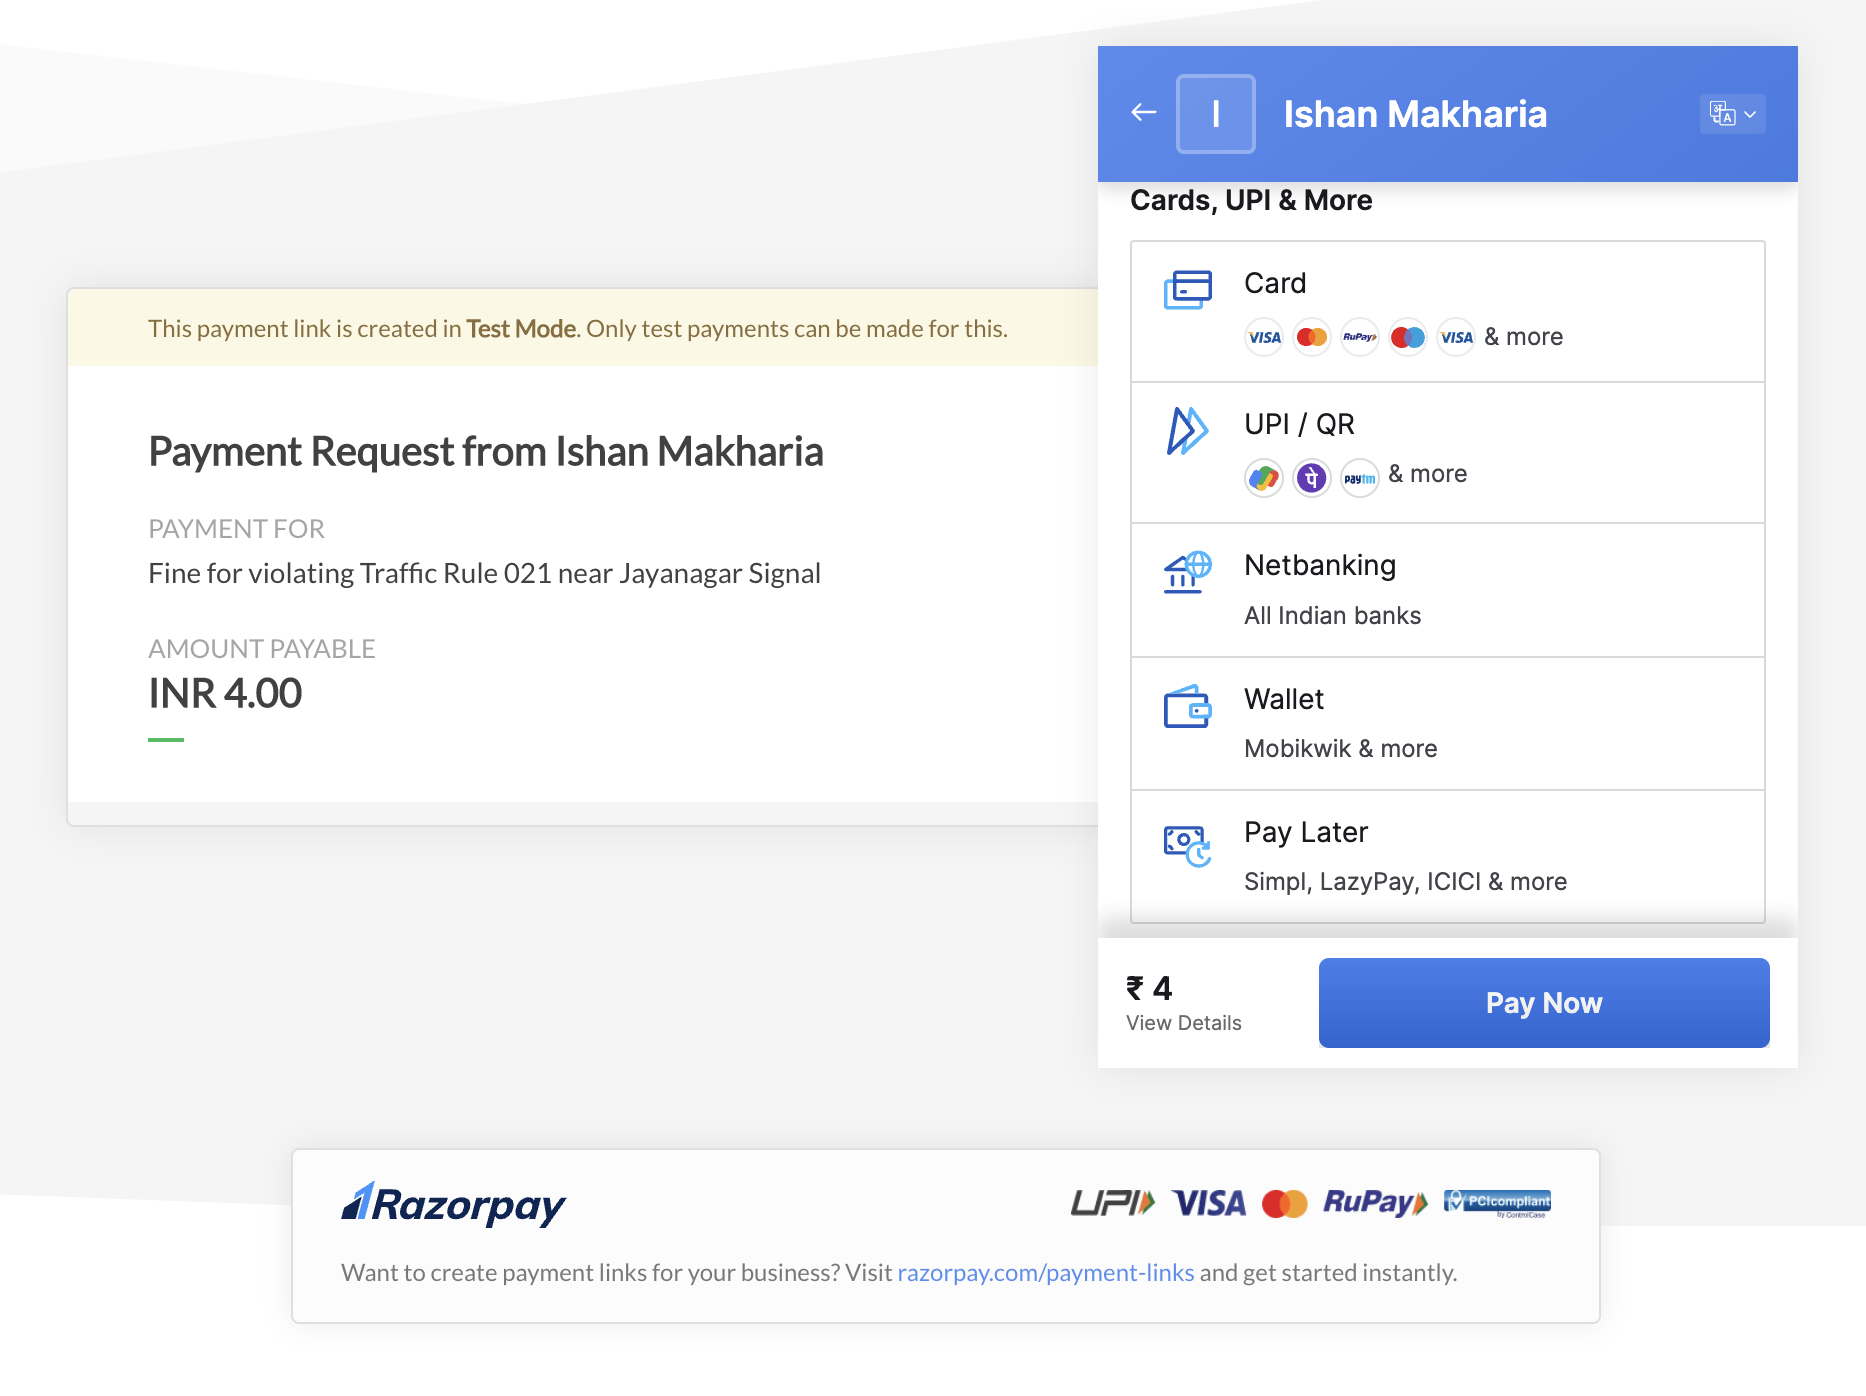 This payment link is created in Test Mode. Only test payments can be made for this.
Payment Request from Ishan Makharia
PAYMENT FOR
Fine for violating Traffic Rule 021 near Jayanagar Signal
AMOUNT PAYABLE
INR 4.00
I
Ishan Makharia
Cards, UPI & More
Card
VISA RuPay VISA & more
UPI / QR
पे paytm & more
Netbanking
All Indian banks
Wallet
Mobikwik & more
Pay Later
Simpl, LazyPay, ICICI & more
₹ 4
View Details
Pay Now
Razorpay
UPI VISA RuPay PCIcompliant
by ControlCase
Want to create payment links for your business? Visit razorpay.com/payment-links and get started instantly.